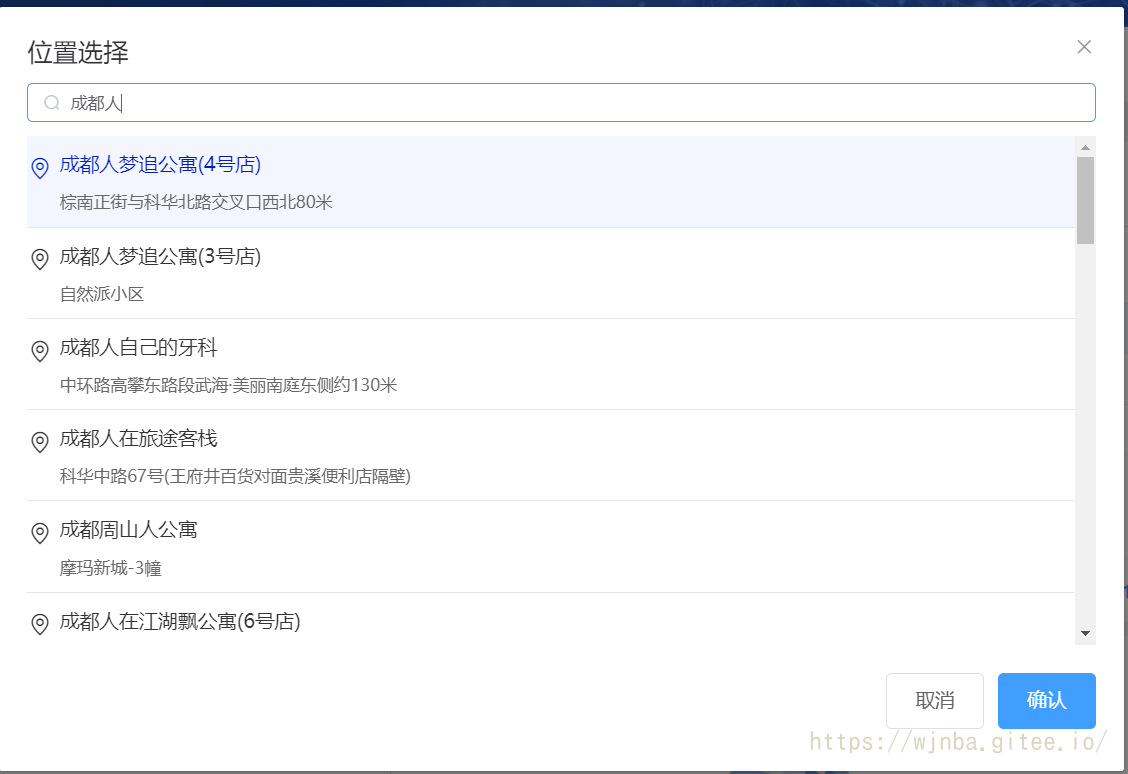 位置选择
成都人
成都人梦追公寓(4号店)
棕南正街与科华北路交叉口西北80米
成都人梦追公寓(3号店)
自然派小区
成都人自己的牙科
中环路高攀东路段武海·美丽南庭东侧约130米
成都人在旅途客栈
科华中路67号(王府井百货对面贵溪便利店隔壁)
成都周山人公寓
摩玛新城-3幢
成都人在江湖飘公寓(6号店)
取消
确认
https://wjnba.gitee.io/